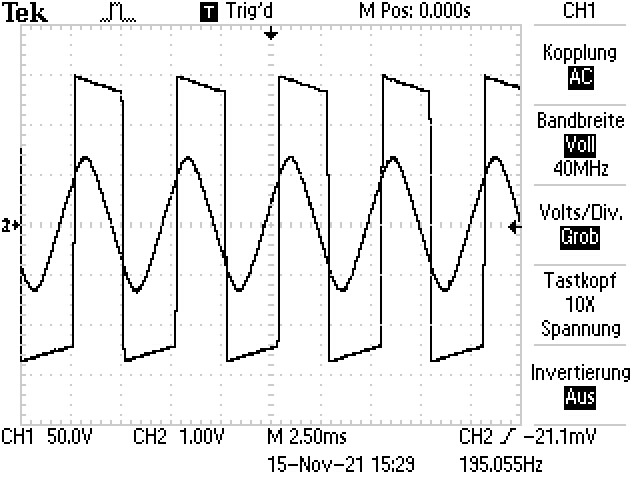 Tek
T Trig'd
M Pos: 0.000s
CH1
Kopplung
AC
Bandbreite
Voll
40MHz
Volts/Div.
Grob
Tastkopf
10X
Spannung
Invertierung
Aus
2
CH1 50.0V
CH2 1.00V
M 2.50ms
CH2 -21.1mV
15-Nov-21 15:29
195.055Hz